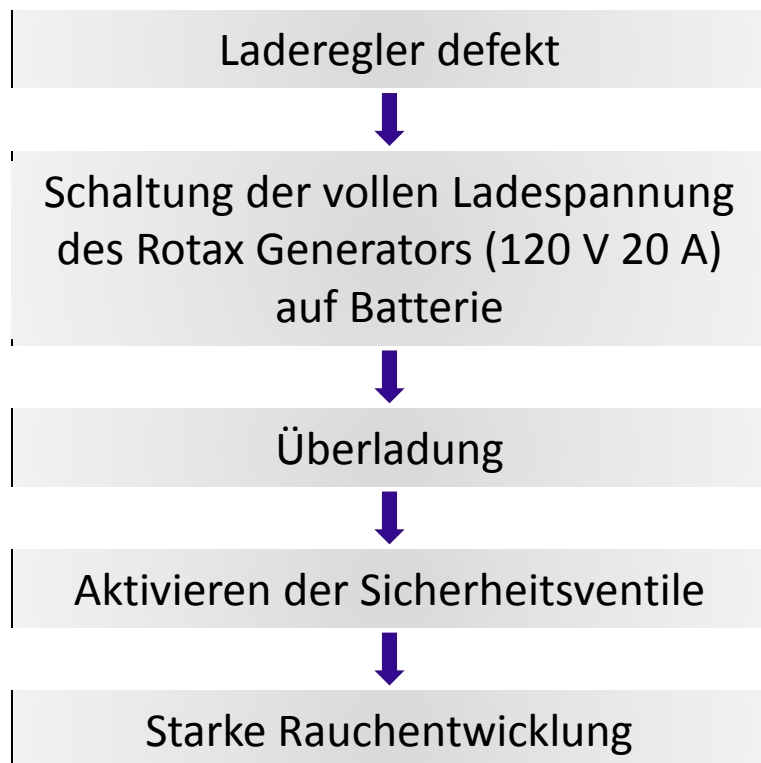 Laderegler defekt
Schaltung der vollen Ladespannung
des Rotax Generators (120 V 20 A)
auf Batterie
Überladung
Aktivieren der Sicherheitsventile
Starke Rauchentwicklung